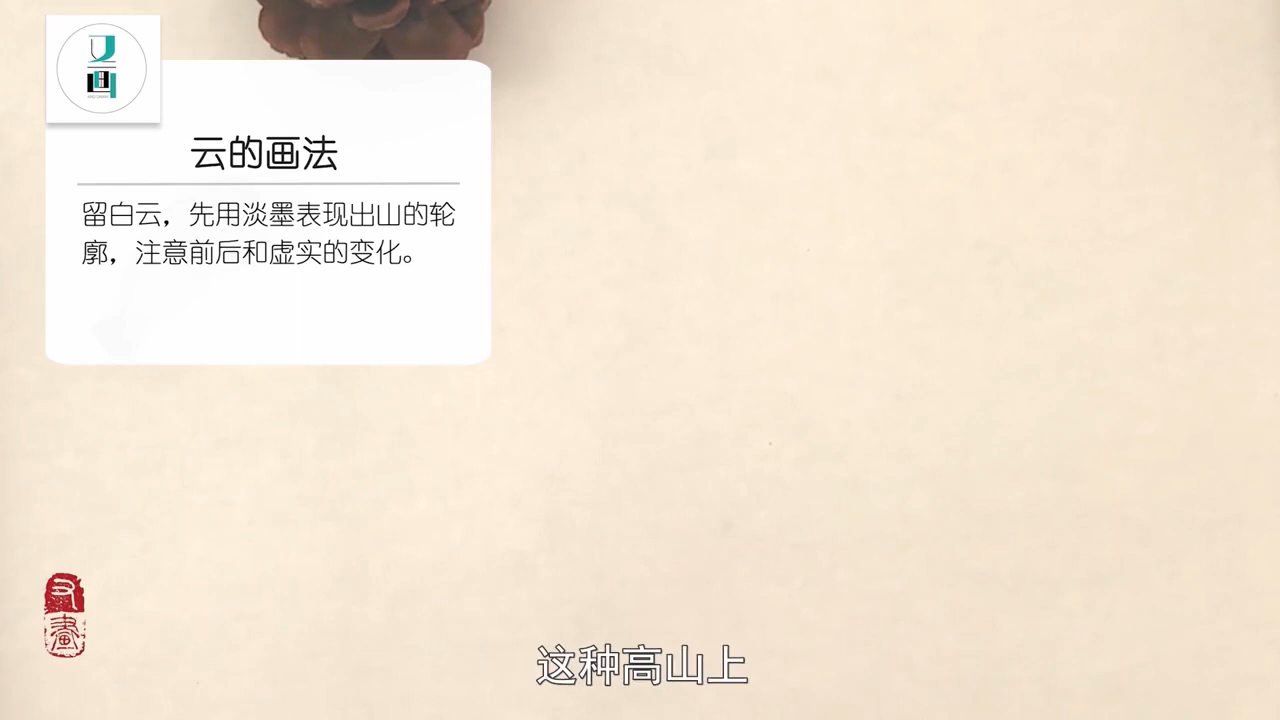 云的画法
留白云，先用淡墨表现出山的轮
廓，注意前后和虚实的变化。
畫
这种高山上